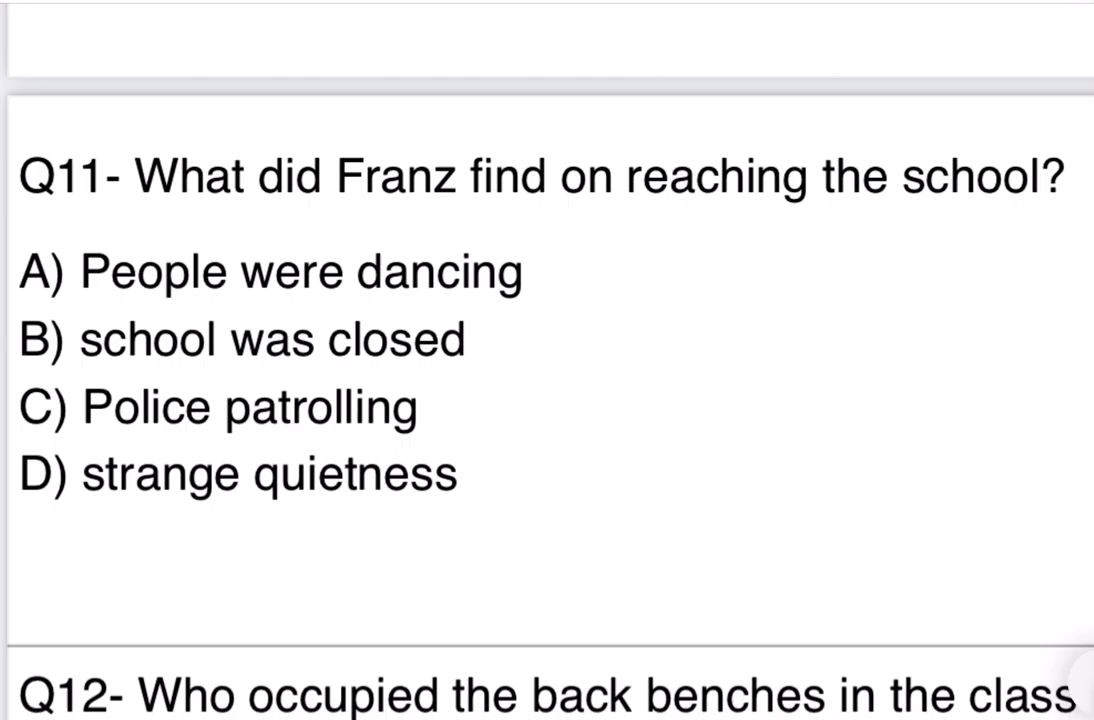 Q11- What did Franz find on reaching the school?
A) People were dancing
B) school was closed
C) Police patrolling
D) strange quietness
Q12- Who occupied the back benches in the class